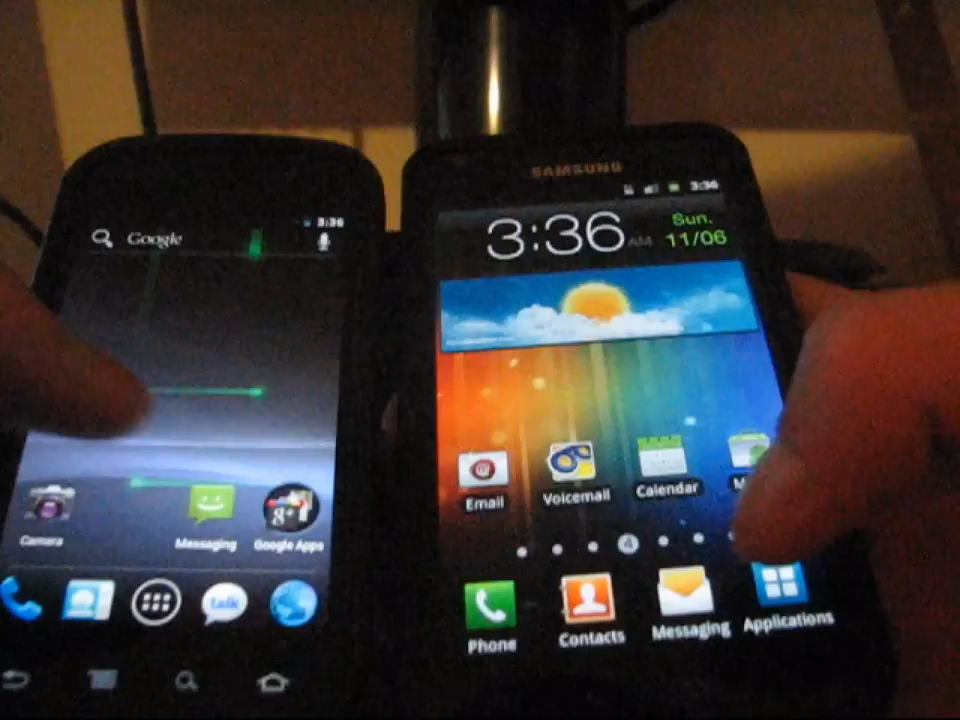 3:36
Google
Camera
Messaging
Google Apps
talk
g+
SAMSUNG
3:36
3:36 AM
Sun.
11/06
Email
Voicemail
Calendar
4
Phone
Contacts
Messaging
Applications